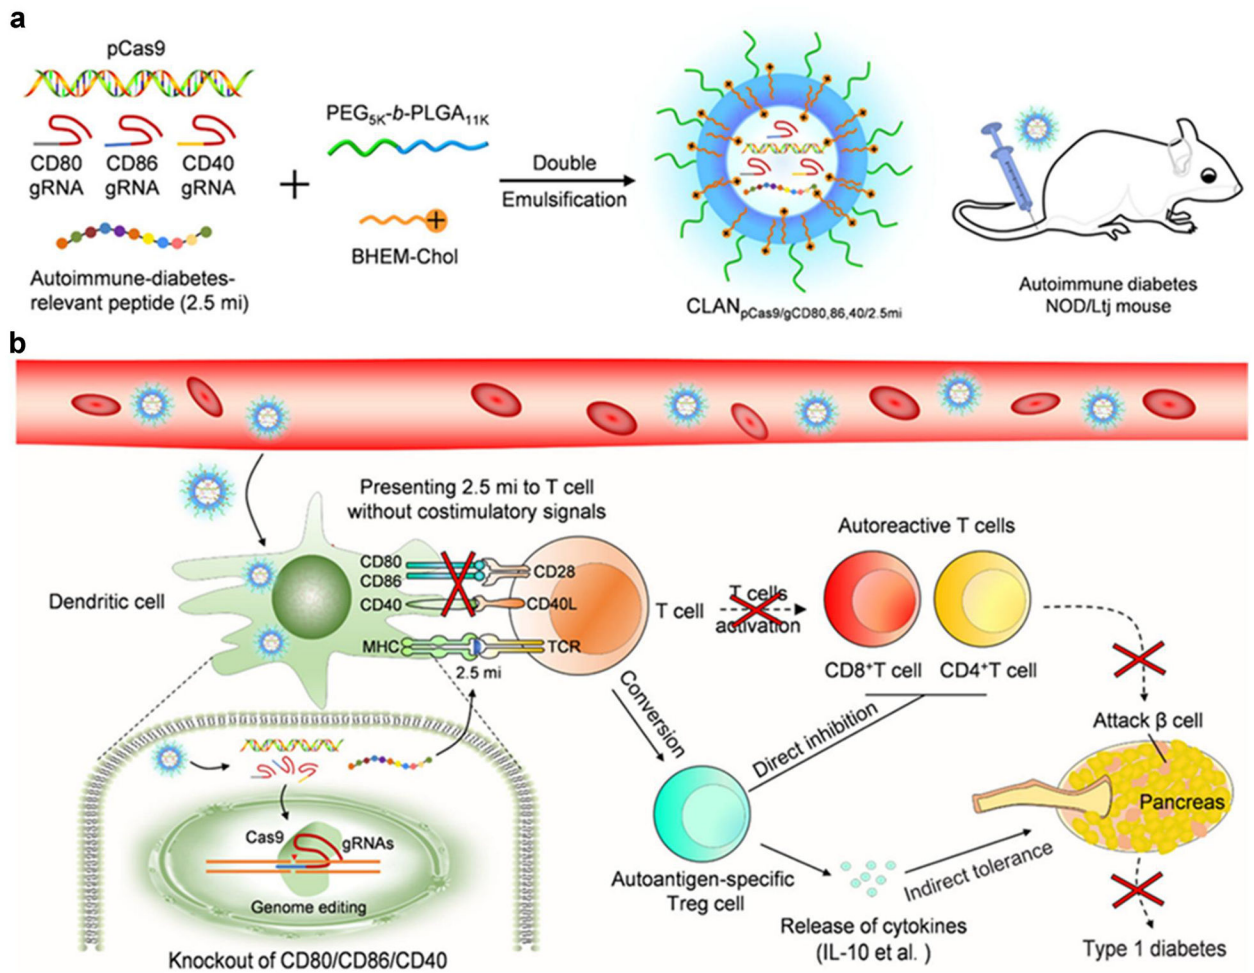 a
pCas9
CD80
gRNA
CD86
gRNA
CD40
gRNA
Autoimmune-diabetes-
relevant peptide (2.5 mi)
+
PEG5K-b-PLGA11K
+
BHEM-Chol
Double
Emulsification
CLANpCas9/gCD80,86,40/2.5mi
Autoimmune diabetes
NOD/Ltj mouse
b
Presenting 2.5 mi to T cell
without costimulatory signals
Dendritic cell
CD80
CD86
CD28
CD40
CD40L
MHC
TCR
2.5 mi
T cell
T cells
activation
Autoreactive T cells
CD8+T cell
CD4+T cell
Attack β cell
Pancreas
Type 1 diabetes
Conversion
Direct inhibition
Autoantigen-specific
Treg cell
Release of cytokines
(IL-10 et al. )
Indirect tolerance
Cas9
gRNAs
Genome editing
Knockout of CD80/CD86/CD40